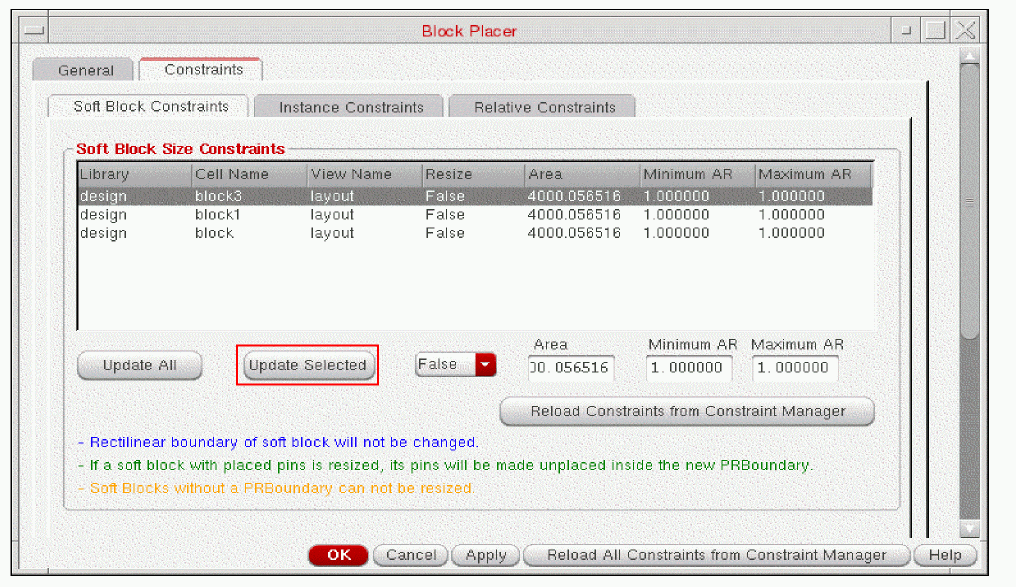 Block Placer
General Constraints
Soft Block Constraints Instance Constraints Relative Constraints
Soft Block Size Constraints
Library Cell Name View Name Resize Area Minimum AR Maximum AR
design block3 layout False 4000.056516 1.000000 1.000000
design block1 layout False 4000.056516 1.000000 1.000000
design block layout False 4000.056516 1.000000 1.000000
Area Minimum AR Maximum AR
Update All Update Selected False 00.056516 1.000000 1.000000
Reload Constraints from Constraint Manager
- Rectilinear boundary of soft block will not be changed.
- If a soft block with placed pins is resized, its pins will be made unplaced inside the new PRBoundary.
- Soft Blocks without a PRBoundary can not be resized.
OK Cancel Apply Reload All Constraints from Constraint Manager Help